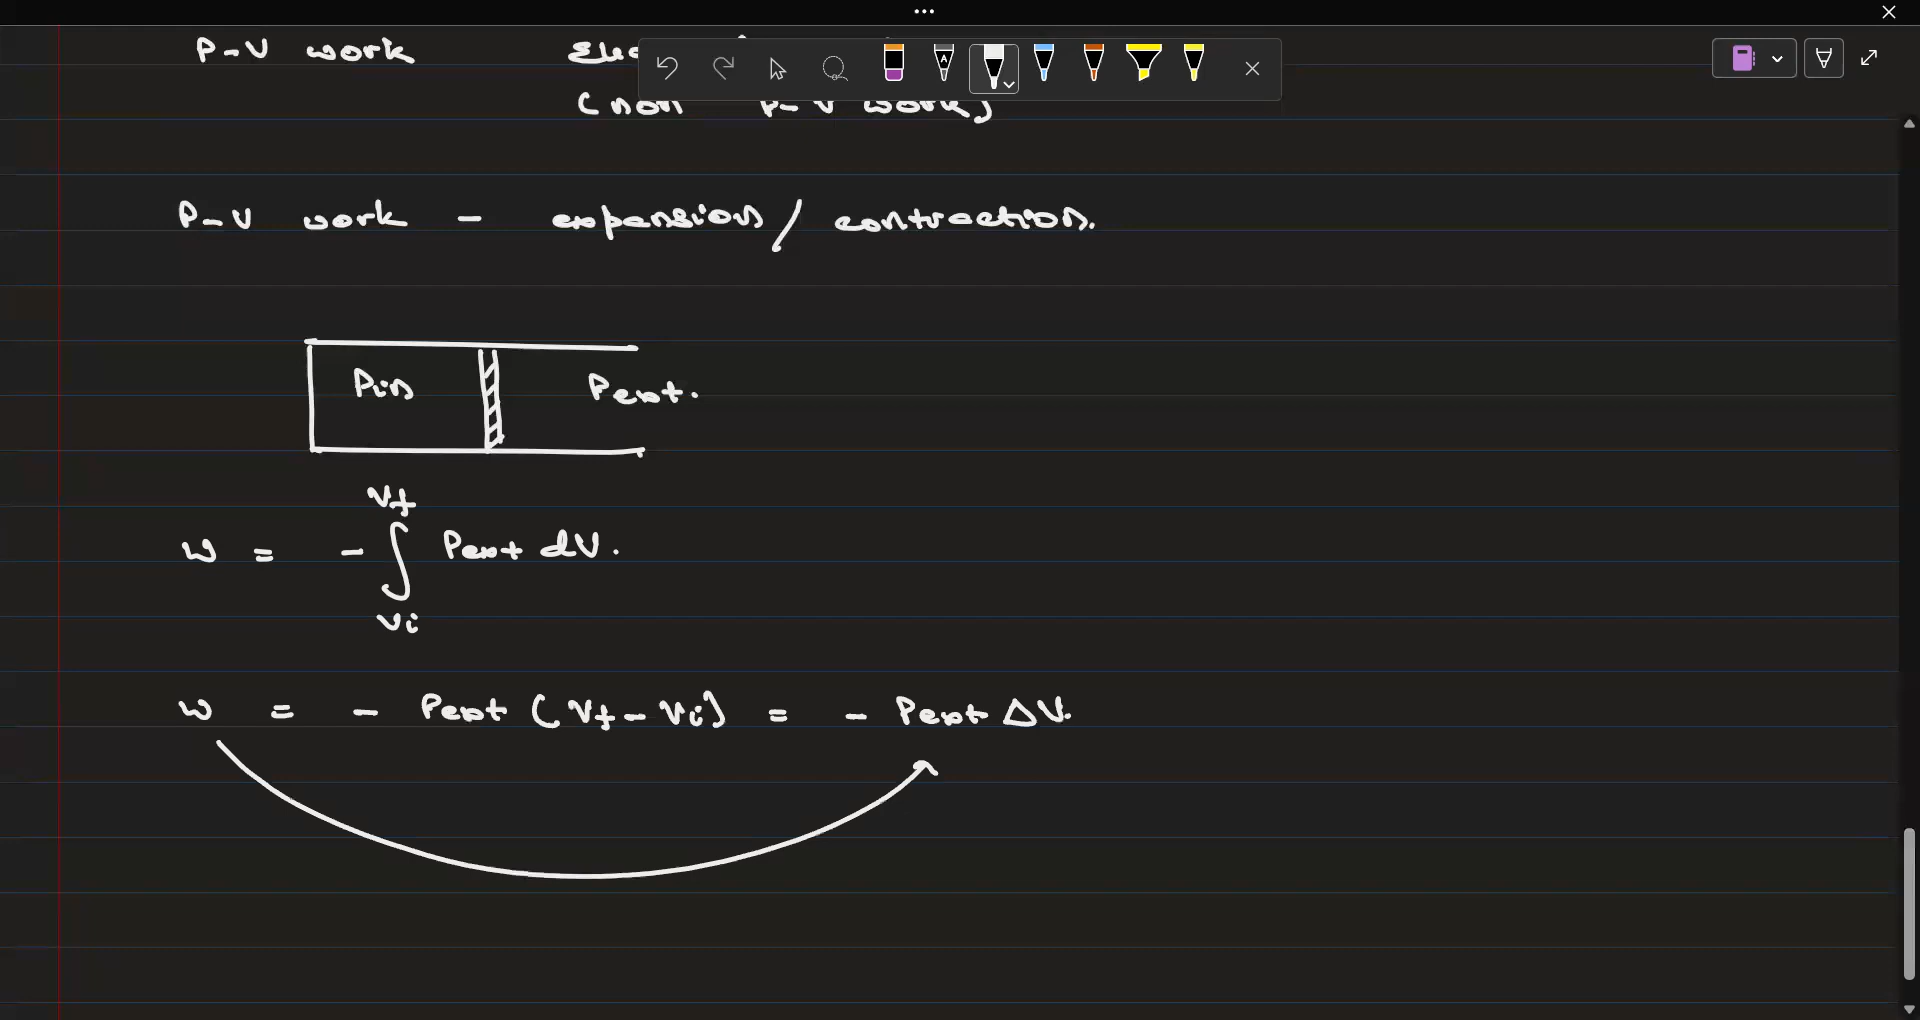 P-V work
(non P-V work)
P-V work - expansion / contraction.
Pin Pext.
Vf
w = - ∫ Pext dV.
Vi
w = - Pext (Vf - Vi) = - Pext ΔV.